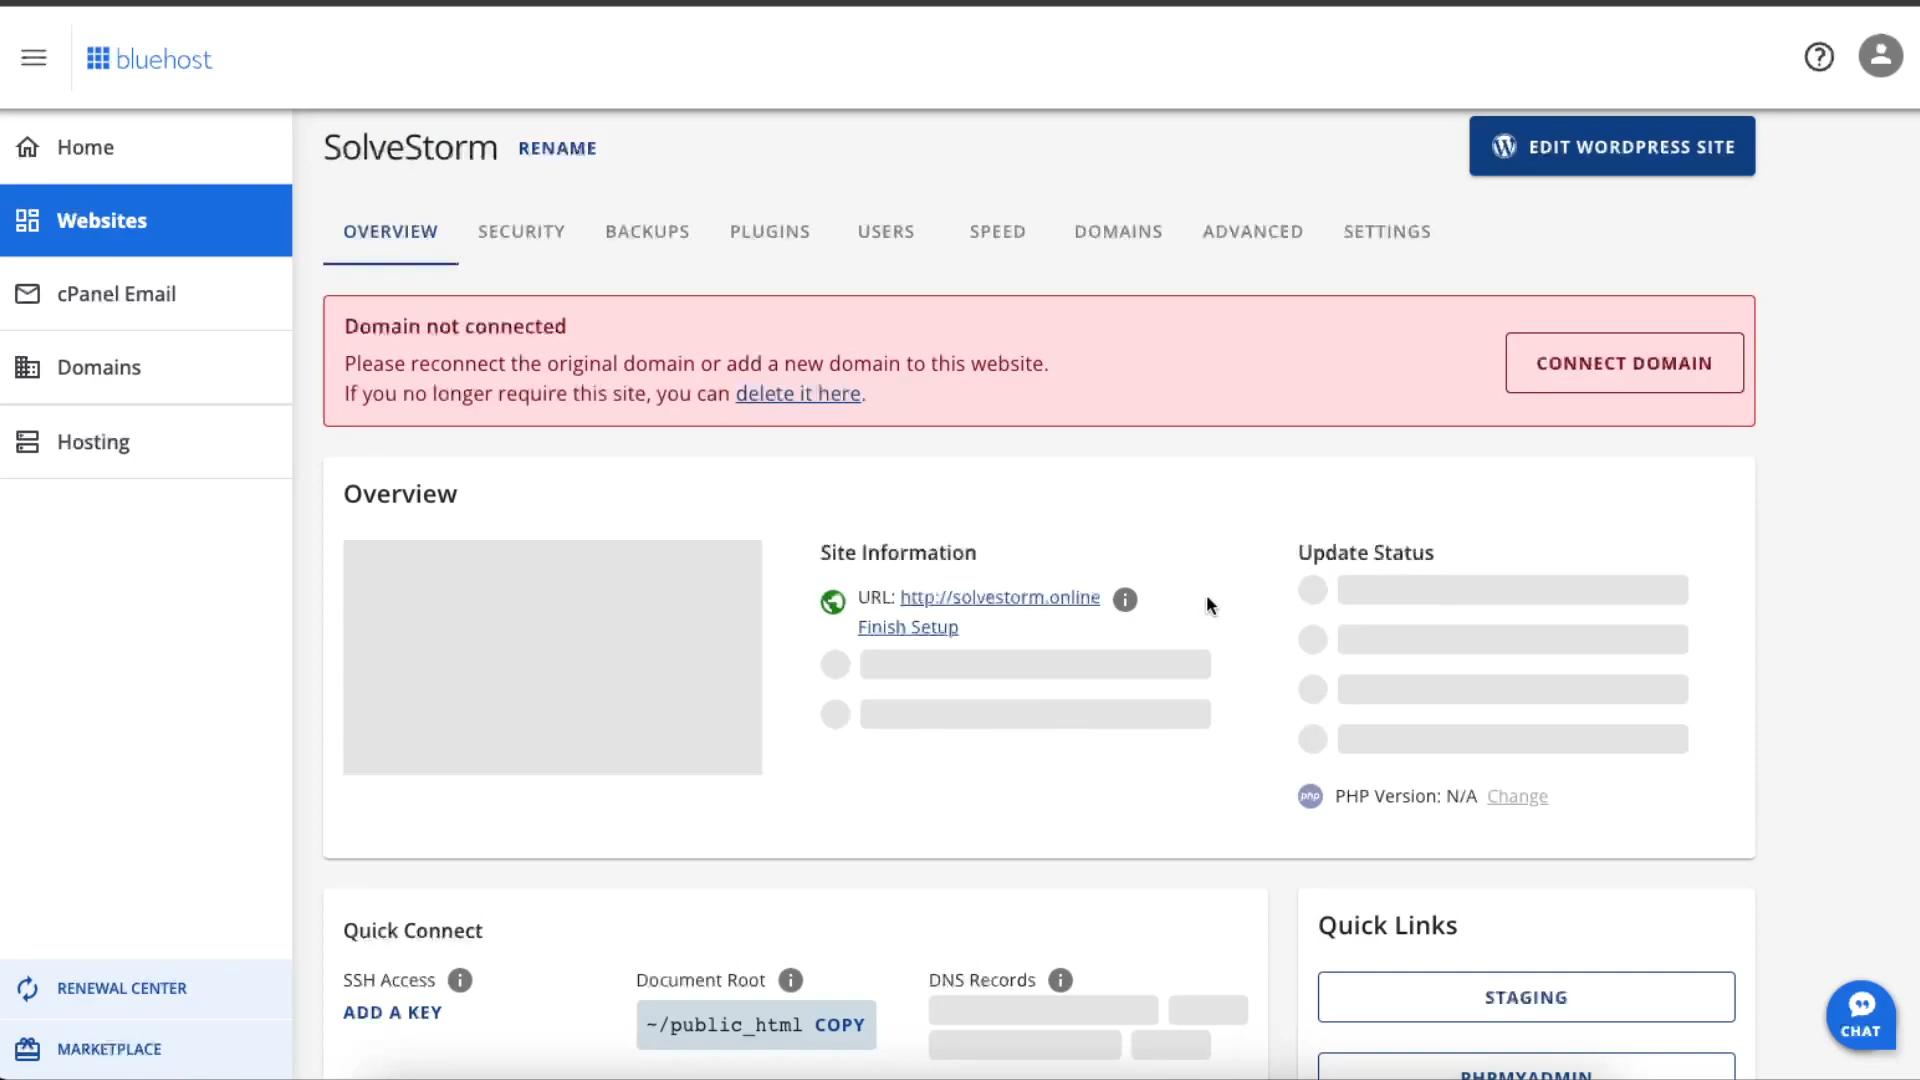 bluehost
Home
Websites
cPanel Email
Domains
Hosting
RENEWAL CENTER
MARKETPLACE
SolveStorm RENAME
EDIT WORDPRESS SITE
OVERVIEW SECURITY BACKUPS PLUGINS USERS SPEED DOMAINS ADVANCED SETTINGS
Domain not connected
Please reconnect the original domain or add a new domain to this website.
If you no longer require this site, you can delete it here.
CONNECT DOMAIN
Overview
Site Information
URL: http://solvestorm.online
Finish Setup
Update Status
php PHP Version: N/A Change
Quick Connect
SSH Access
ADD A KEY
Document Root
~/public_html COPY
DNS Records
Quick Links
STAGING
PHPMYADMIN
CHAT